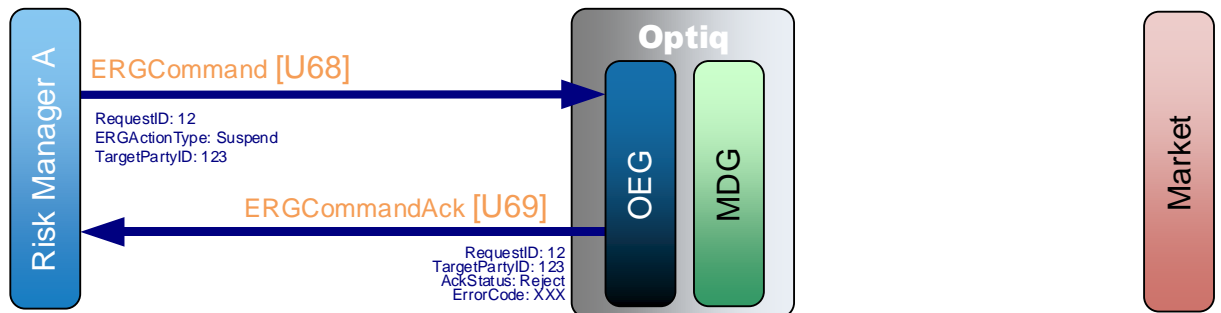 Risk Manager A
ERGCommand [U68]
RequestID: 12
ERGActionType: Suspend
TargetPartyID: 123
ERGCommandAck [U69]
RequestID: 12
TargetPartyID: 123
AckStatus: Reject
ErrorCode: XXX
Optiq
OEG
MDG
Market